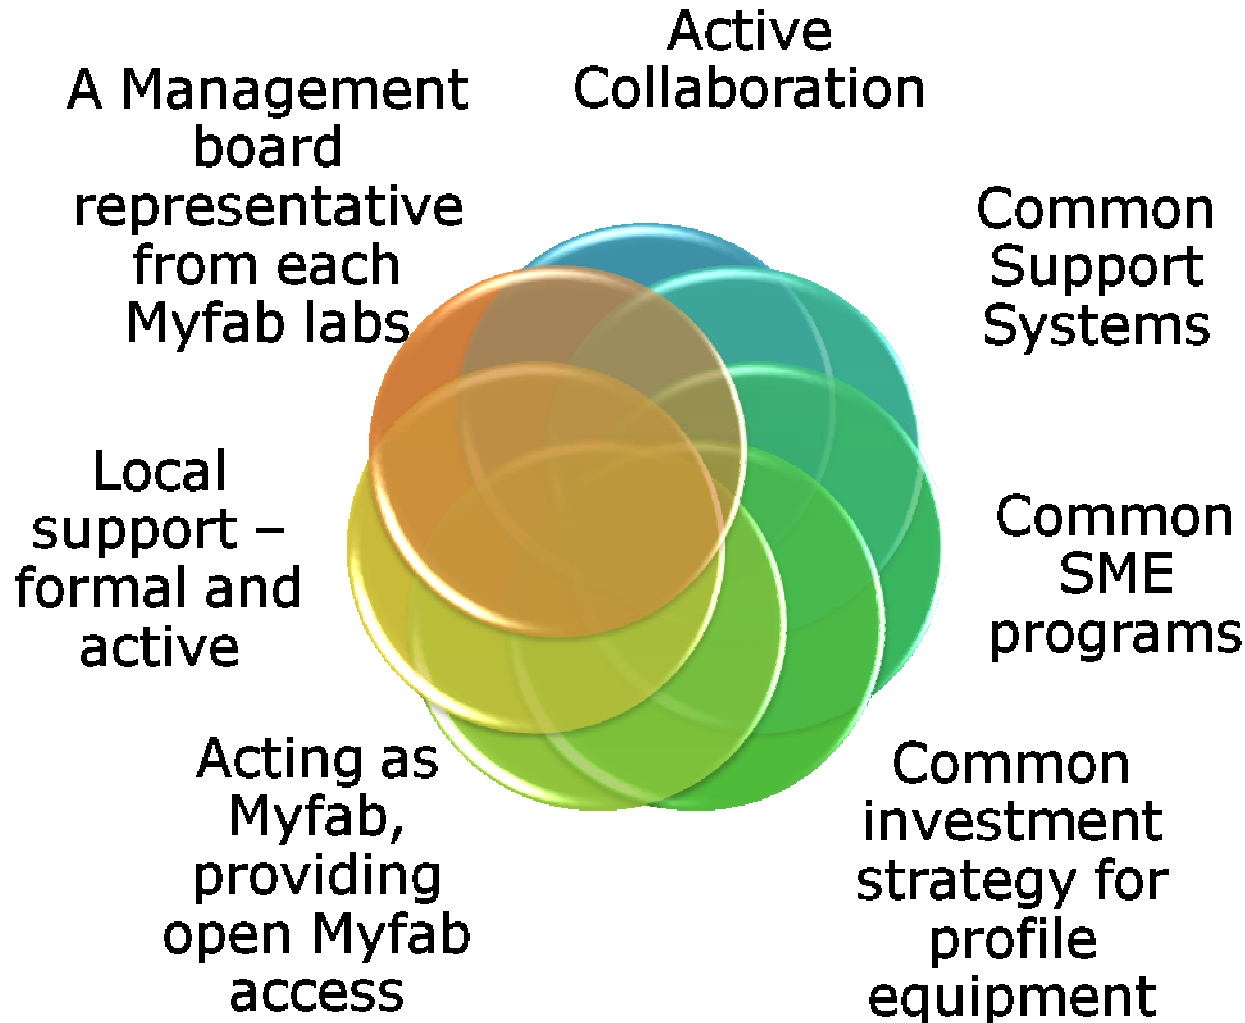 Active
Collaboration
Common
Support
Systems
Common
SME
programs
Common
investment
strategy for
profile
equipment
Acting as
Myfab,
providing
open Myfab
access
Local
support –
formal and
active
A Management
board
representative
from each
Myfab labs